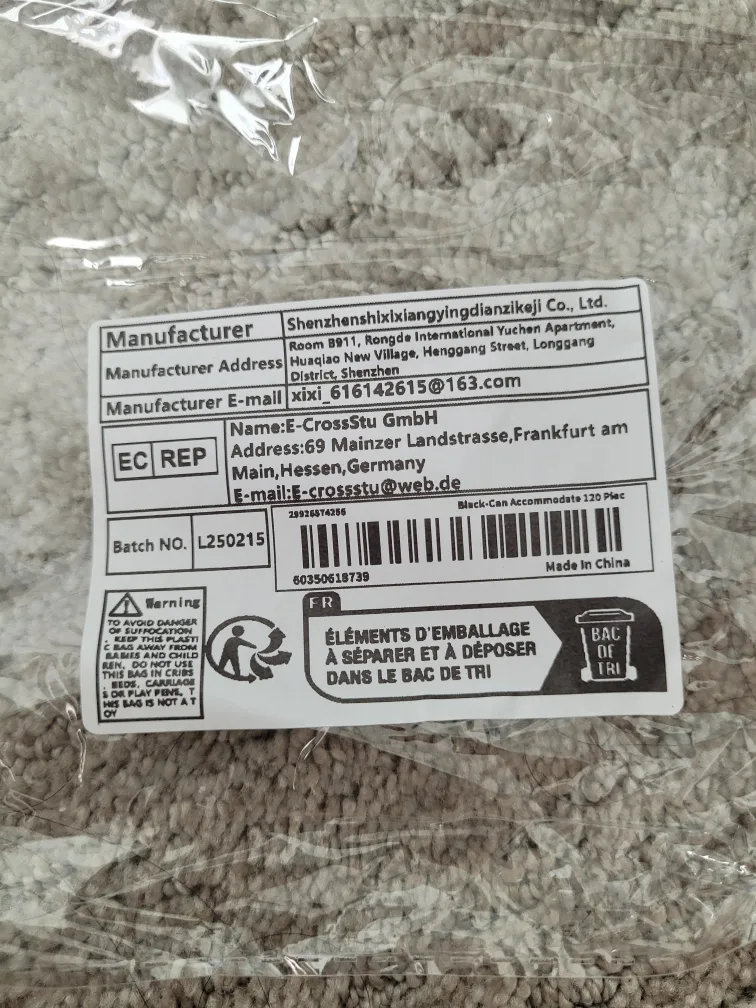 Manufacturer
Shenzhenshixixiangyingdianzikeji Co., Ltd.
Manufacturer Address
Room B911, Rongde International Yuchen Apartment,
Huaqiao New Village, Henggang Street, Longgang
District, Shenzhen
Manufacturer E-mail
xixi_616142615@163.com
EC REP
Name:E-CrossStu GmbH
Address:69 Mainzer Landstrasse,Frankfurt am
Main,Hessen,Germany
E-mail:E-crossstu@web.de
Batch NO.
L250215
29926874256
Black-Can Accommodate 120 Piec
60350618739
Made In China
Warning
TO AVOID DANGER
OF SUFFOCATION
, KEEP THIS PLASTI
C BAG AWAY FROM
BABIES AND CHILD
REN. DO NOT USE
THIS BAG IN CRIBS
, BEDS, CARRIAGE
S OR PLAY PENS. T
HIS BAG IS NOT A T
OY
FR
ÉLÉMENTS D'EMBALLAGE
À SÉPARER ET À DÉPOSER
DANS LE BAC DE TRI
BAC
OF
TRI